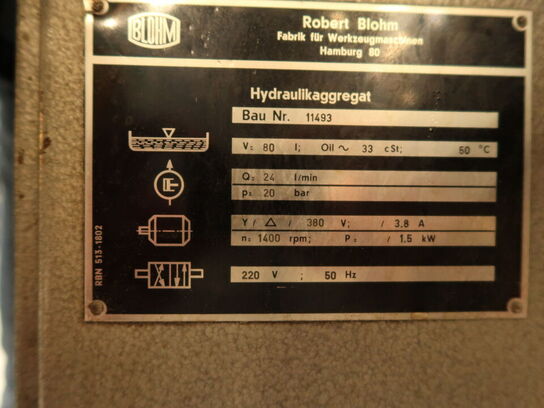 BLOHM
Robert Blohm
Fabrik für Werkzeugmaschinen
Hamburg 80
Hydraulikaggregat
Bau Nr. 11493
V= 80 l; Oil ~ 33 cSt; 60 °C
Q= 24 l/min
p= 20 bar
Y / △ / 380 V; / 3.8 A
n= 1400 rpm; P= / 1.5 kW
220 V ; 50 Hz
RBN 513-1802